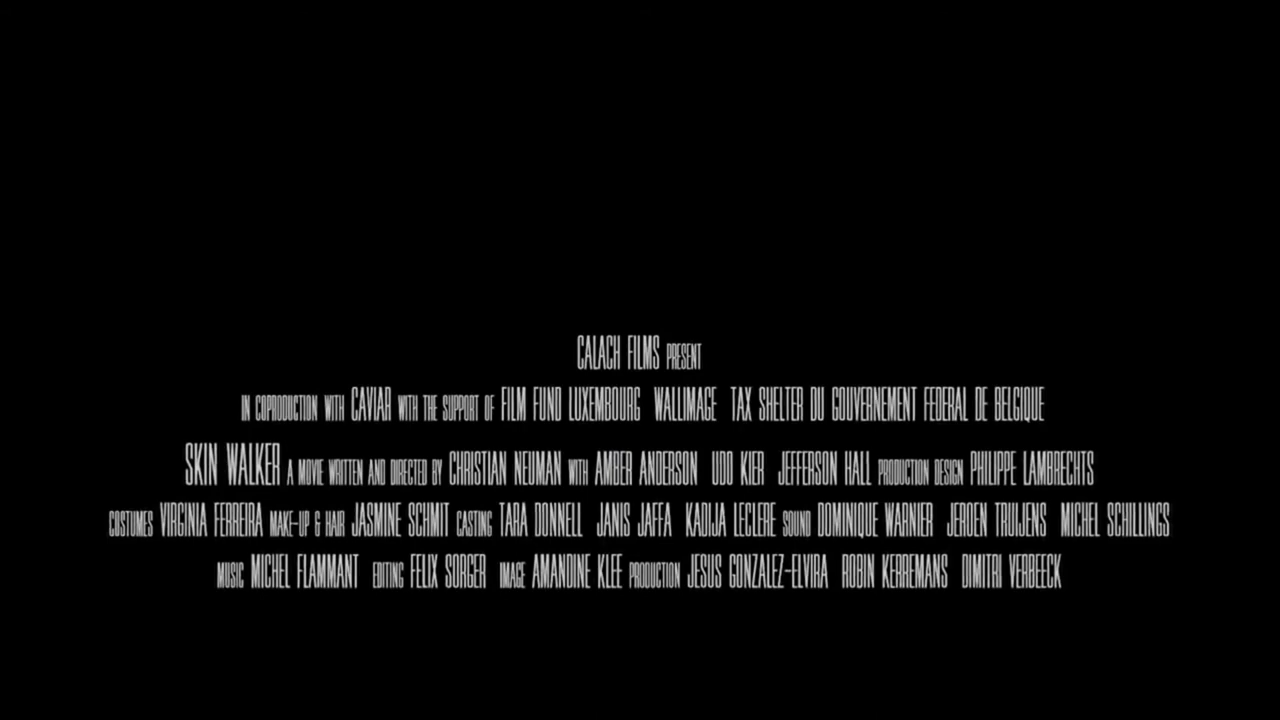 CALACH FILMS PRESENT
IN COPRODUCTION WITH CAVIAR WITH THE SUPPORT OF FILM FUND LUXEMBOURG WALLIMAGE TAX SHELTER DU GOUVERNEMENT FEDERAL DE BELGIQUE
SKIN WALKER A MOVIE WRITTEN AND DIRECTED BY CHRISTIAN NEUMAN WITH AMBER ANDERSON UDO KIER JEFFERSON HALL PRODUCTION DESIGN PHILIPPE LAMBRECHTS
COSTUMES VIRGINIA FERREIRA MAKE-UP & HAIR JASMINE SCHMIT CASTING TARA DONNELL JANIS JAFFA KADIJA LECLERE SOUND DOMINIQUE WARNIER JEROEN TRUIJENS MICHEL SCHILLINGS
MUSIC MICHEL FLAMMANT EDITING FELIX SORGER IMAGE AMANDINE KLEE PRODUCTION JESUS GONZALEZ-ELVIRA ROBIN KERREMANS DIMITRI VERBEECK